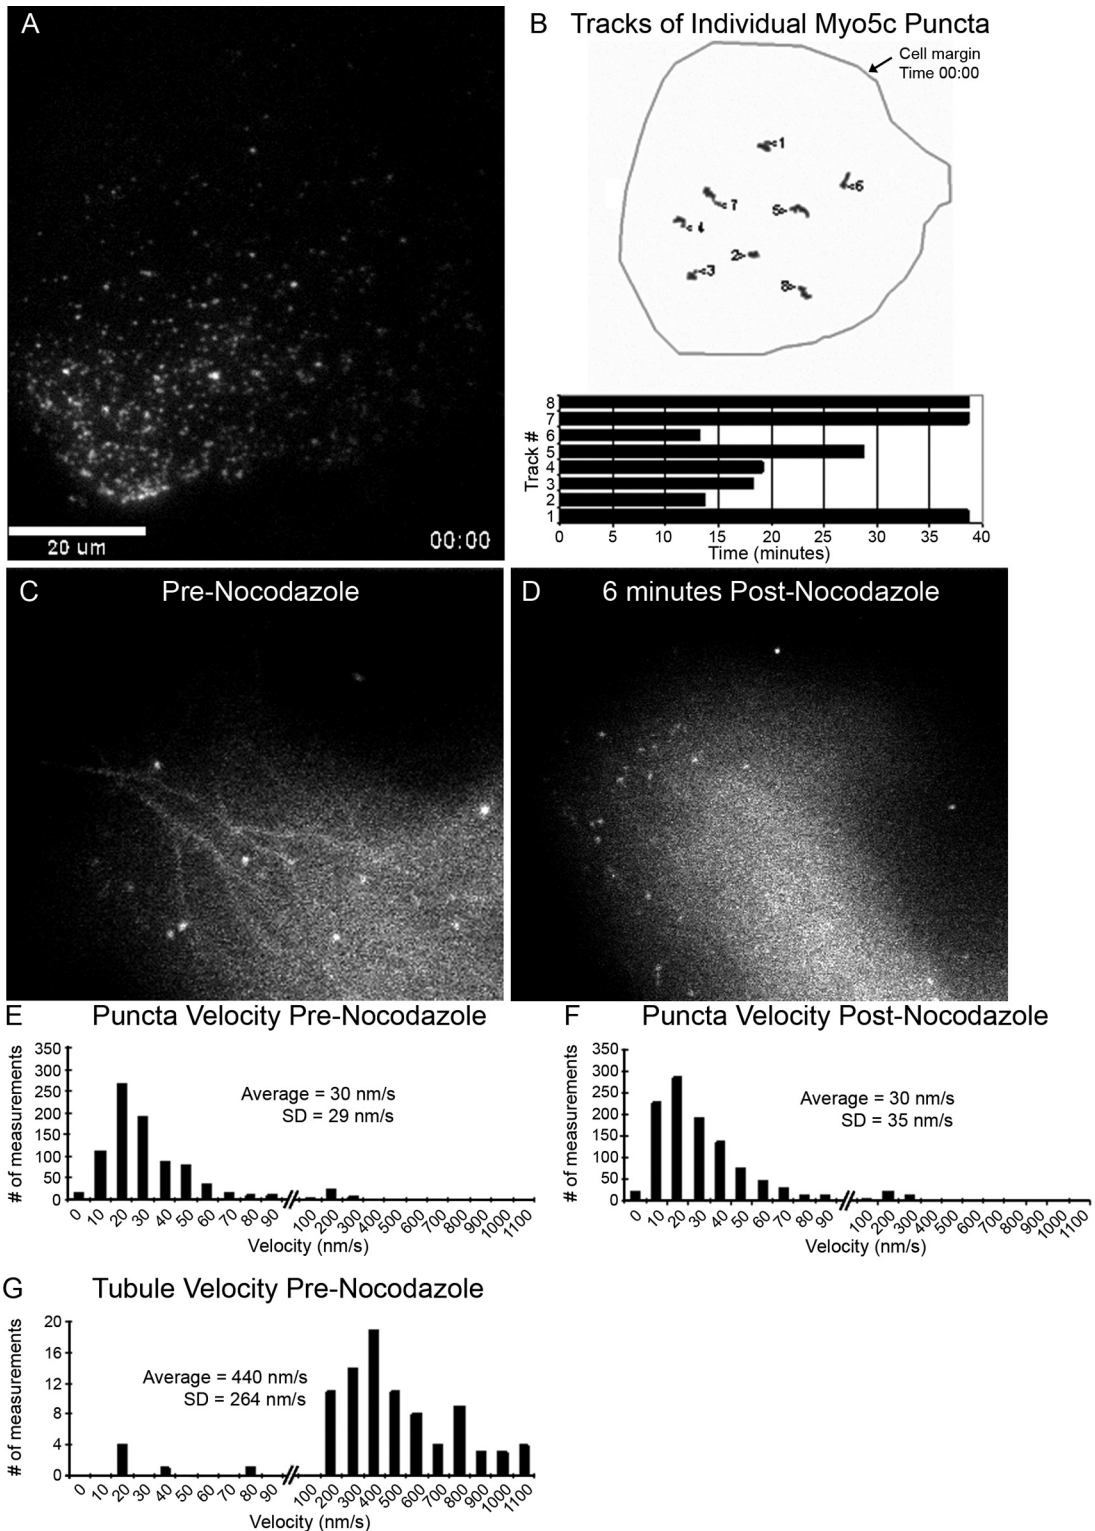 A
20 um
00:00
B Tracks of Individual Myo5c Puncta
Cell margin
Time 00:00
1
6
7
5
4
2
3
8
Track #
8
7
6
5
4
3
2
1
0 5 10 15 20 25 30 35 40
Time (minutes)
C Pre-Nocodazole
D 6 minutes Post-Nocodazole
E Puncta Velocity Pre-Nocodazole
# of measurements
350
300
250
200
150
100
50
0
Average = 30 nm/s
SD = 29 nm/s
0 10 20 30 40 50 60 70 80 90 100 200 300 400 500 600 700 800 900 1000 1100
Velocity (nm/s)
F Puncta Velocity Post-Nocodazole
# of measurements
350
300
250
200
150
100
50
0
Average = 30 nm/s
SD = 35 nm/s
0 10 20 30 40 50 60 70 80 90 100 200 300 400 500 600 700 800 900 1000 1100
Velocity (nm/s)
G Tubule Velocity Pre-Nocodazole
# of measurements
20
16
12
8
4
0
Average = 440 nm/s
SD = 264 nm/s
0 10 20 30 40 50 60 70 80 90 100 200 300 400 500 600 700 800 900 1000 1100
Velocity (nm/s)